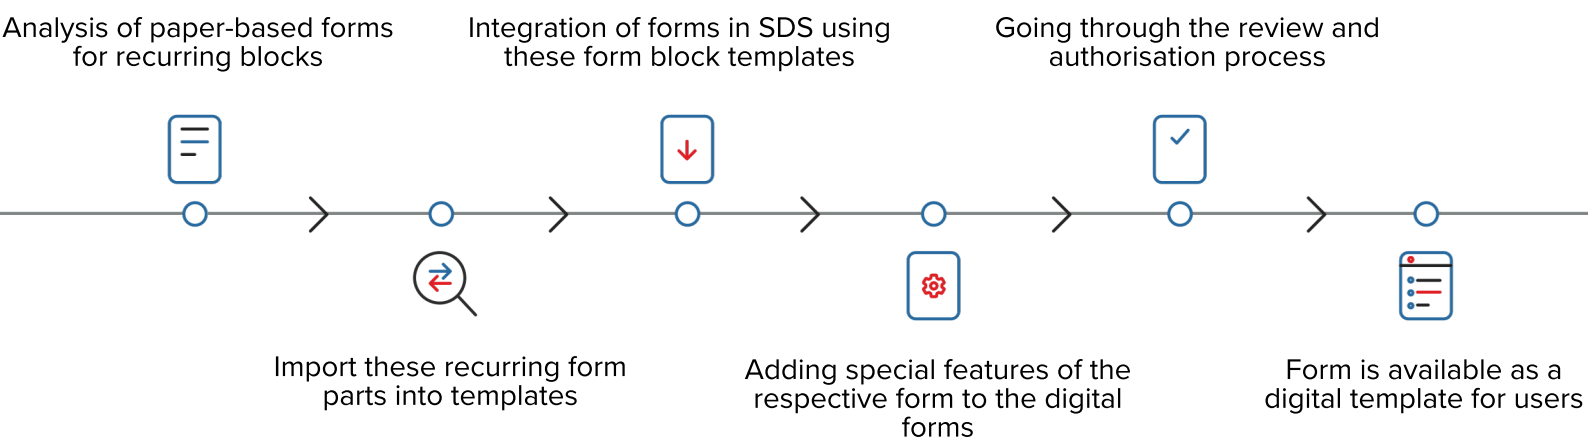 Analysis of paper-based forms
for recurring blocks
Import these recurring form
parts into templates
Integration of forms in SDS using
these form block templates
Adding special features of the
respective form to the digital
forms
Going through the review and
authorisation process
Form is available as a
digital template for users